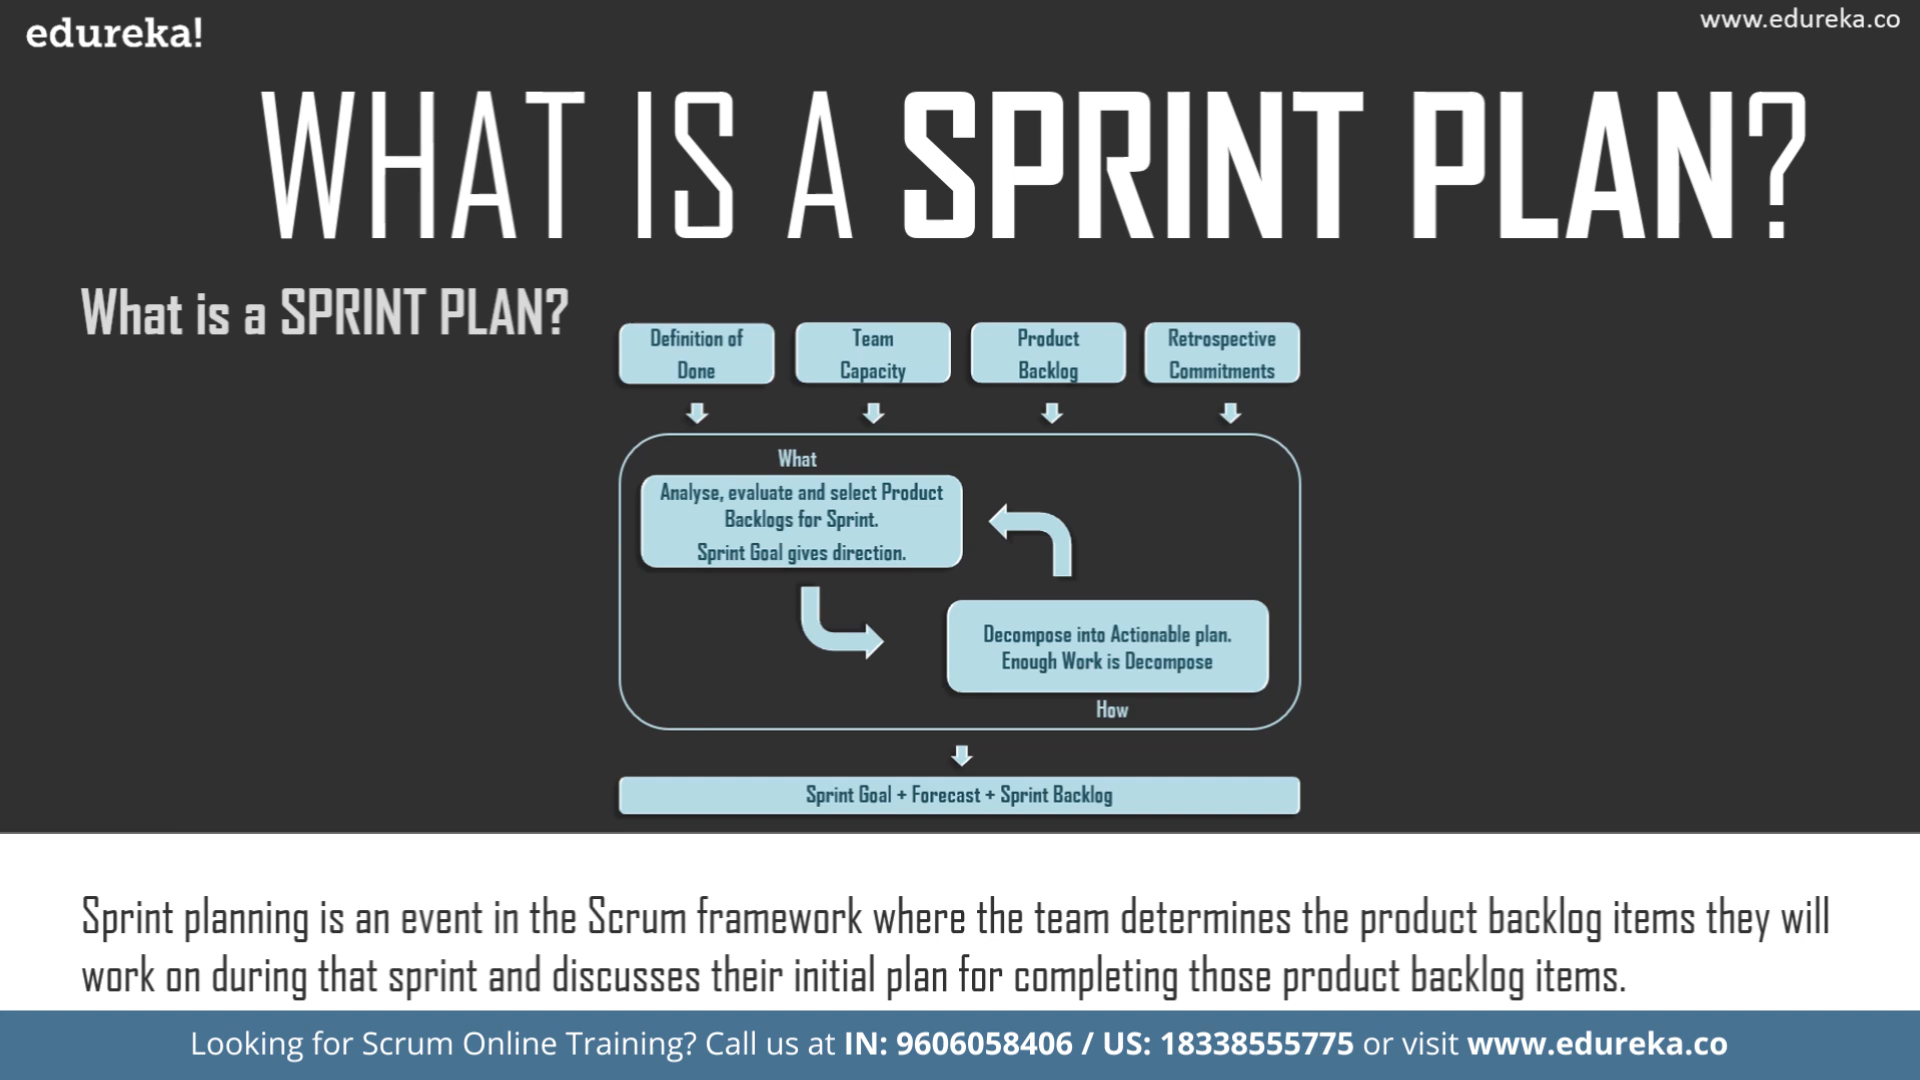 edureka!
www.edureka.co
WHAT IS A SPRINT PLAN?
What is a SPRINT PLAN?
Definition of
Done
Team
Capacity
Product
Backlog
Retrospective
Commitments
What
Analyse, evaluate and select Product
Backlogs for Sprint.
Sprint Goal gives direction.
Decompose into Actionable plan.
Enough Work is Decompose
How
Sprint Goal + Forecast + Sprint Backlog
Sprint planning is an event in the Scrum framework where the team determines the product backlog items they will
work on during that sprint and discusses their initial plan for completing those product backlog items.
Looking for Scrum Online Training? Call us at IN: 9606058406 / US: 18338555775 or visit www.edureka.co